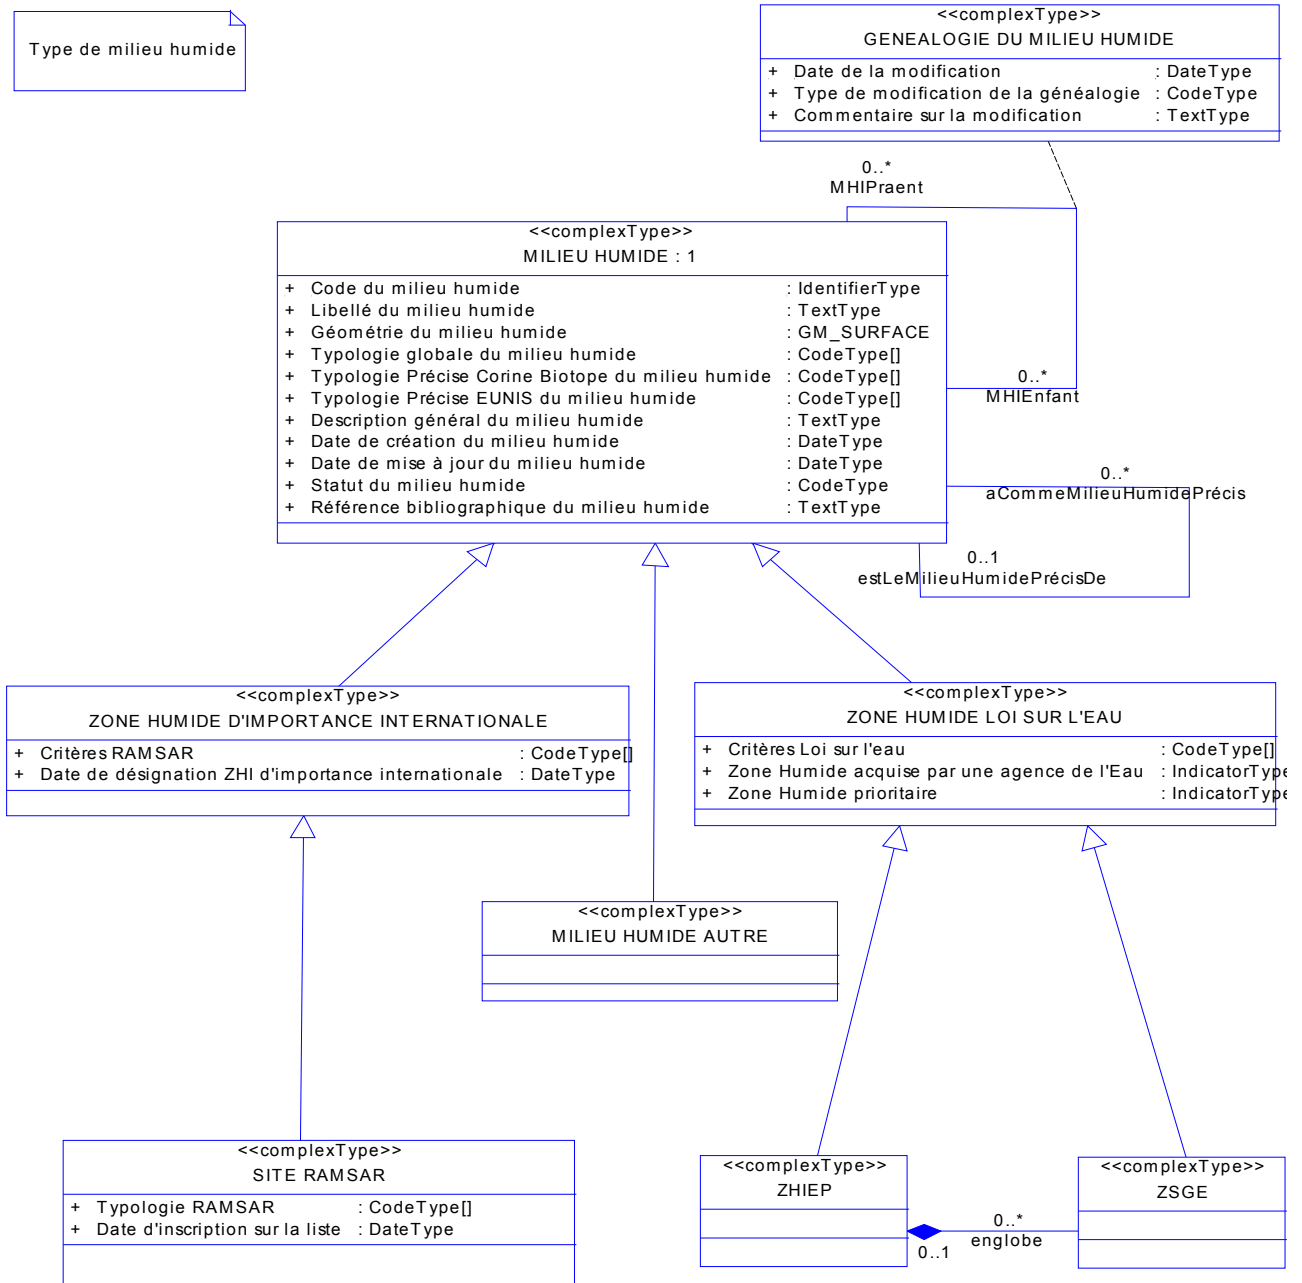 Type de milieu humide
<<complexType>>
GENEALOGIE DU MILIEU HUMIDE
+ Date de la modification : DateType
+ Type de modification de la généalogie : CodeType
+ Commentaire sur la modification : TextType
0..*
MHIPraent
<<complexType>>
MILIEU HUMIDE : 1
+ Code du milieu humide : IdentifierType
+ Libellé du milieu humide : TextType
+ Géométrie du milieu humide : GM_SURFACE
+ Typologie globale du milieu humide : CodeType[]
+ Typologie Précise Corine Biotope du milieu humide : CodeType[]
+ Typologie Précise EUNIS du milieu humide : CodeType[]
+ Description général du milieu humide : TextType
+ Date de création du milieu humide : DateType
+ Date de mise à jour du milieu humide : DateType
+ Statut du milieu humide : CodeType
+ Référence bibliographique du milieu humide : TextType
0..*
MHIEnfant
0..*
aCommeMilieuHumidePrécis
0..1
estLeMilieuHumidePrécisDe
<<complexType>>
ZONE HUMIDE D'IMPORTANCE INTERNATIONALE
+ Critères RAMSAR : CodeType[]
+ Date de désignation ZHI d'importance internationale : DateType
<<complexType>>
ZONE HUMIDE LOI SUR L'EAU
+ Critères Loi sur l'eau : CodeType[]
+ Zone Humide acquise par une agence de l'Eau : IndicatorType
+ Zone Humide prioritaire : IndicatorType
<<complexType>>
MILIEU HUMIDE AUTRE
<<complexType>>
SITE RAMSAR
+ Typologie RAMSAR : CodeType[]
+ Date d'inscription sur la liste : DateType
<<complexType>>
ZHIEP
<<complexType>>
ZSGE
0..*
englobe
0..1